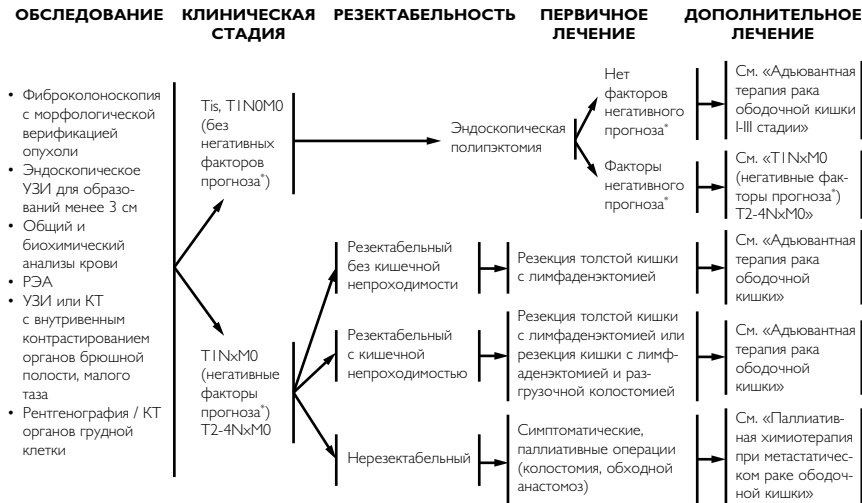 ОБСЛЕДОВАНИЕ
КЛИНИЧЕСКАЯ
СТАДИЯ
РЕЗЕКТАБЕЛЬНОСТЬ
ПЕРВИЧНОЕ
ЛЕЧЕНИЕ
ДОПОЛНИТЕЛЬНОЕ
ЛЕЧЕНИЕ
• Фиброколоноскопия
с морфологической
верификацией
опухоли
• Эндоскопическое
УЗИ для образо-
ваний менее 3 см
• Общий и
биохимический
анализы крови
• РЭА
• УЗИ или КТ
с внутривенным
контрастированием
органов брюшной
полости, малого
таза
• Рентгенография / КТ
органов грудной
клетки
Tis, T1N0M0
(без
негативных
факторов
прогноза*)
Эндоскопическая
полипэктомия
Нет
факторов
негативного
прогноза*
См. «Адъювантная
терапия рака
ободочной кишки
I-III стадии»
Факторы
негативного
прогноза*
См. «T1NxM0
(негативные фак-
торы прогноза*)
T2-4NxM0»
T1NxM0
(негативные
факторы
прогноза*)
T2-4NxM0
Резектабельный
без кишечной
непроходимости
Резекция толстой кишки
с лимфаденэктомией
См. «Адъювантная
терапия рака
ободочной
кишки»
Резектабельный
с кишечной
непроходимостью
Резекция толстой кишки
с лимфаденэктомией или
резекция кишки с лимф-
аденэктомией и раз-
грузочной колостомией
См. «Адъювантная
терапия рака
ободочной
кишки»
Нерезектабельный
Симптоматические,
паллиативные операции
(колостомия, обходной
анастомоз)
См. «Паллиатив-
ная химиотерапия
при метастатичес-
ком раке ободоч-
ной кишки»